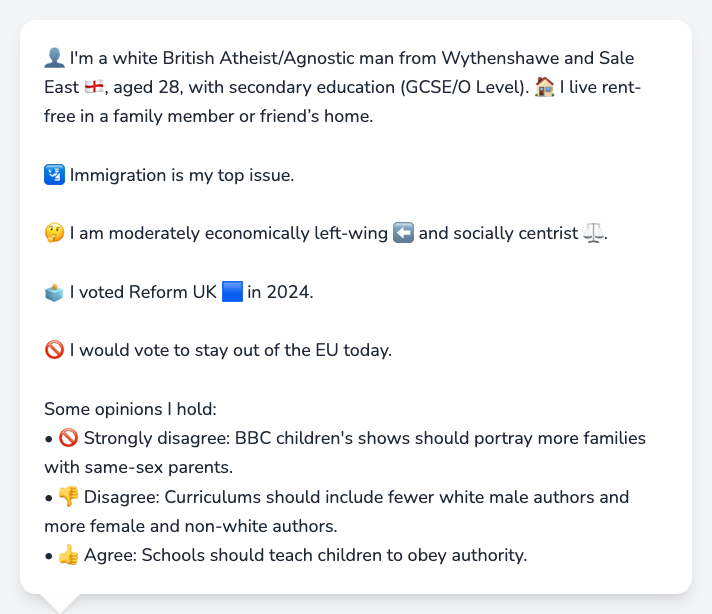 👤 I'm a white British Atheist/Agnostic man from Wythenshawe and Sale
East 🏴󠁧󠁢󠁥󠁮󠁧󠁿, aged 28, with secondary education (GCSE/O Level). 🏠 I live rent-
free in a family member or friend’s home.
🛂 Immigration is my top issue.
🤔 I am moderately economically left-wing ⬅️ and socially centrist ⚖️.
🗳️ I voted Reform UK 🟦 in 2024.
🚫 I would vote to stay out of the EU today.
Some opinions I hold:
• 🚫 Strongly disagree: BBC children's shows should portray more families
with same-sex parents.
• 👎 Disagree: Curriculums should include fewer white male authors and
more female and non-white authors.
• 👍 Agree: Schools should teach children to obey authority.